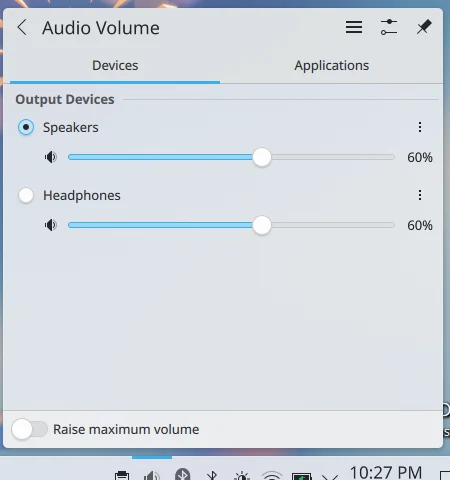 Audio Volume
Devices
Applications
Output Devices
Speakers
60%
Headphones
60%
Raise maximum volume
10:27 PM